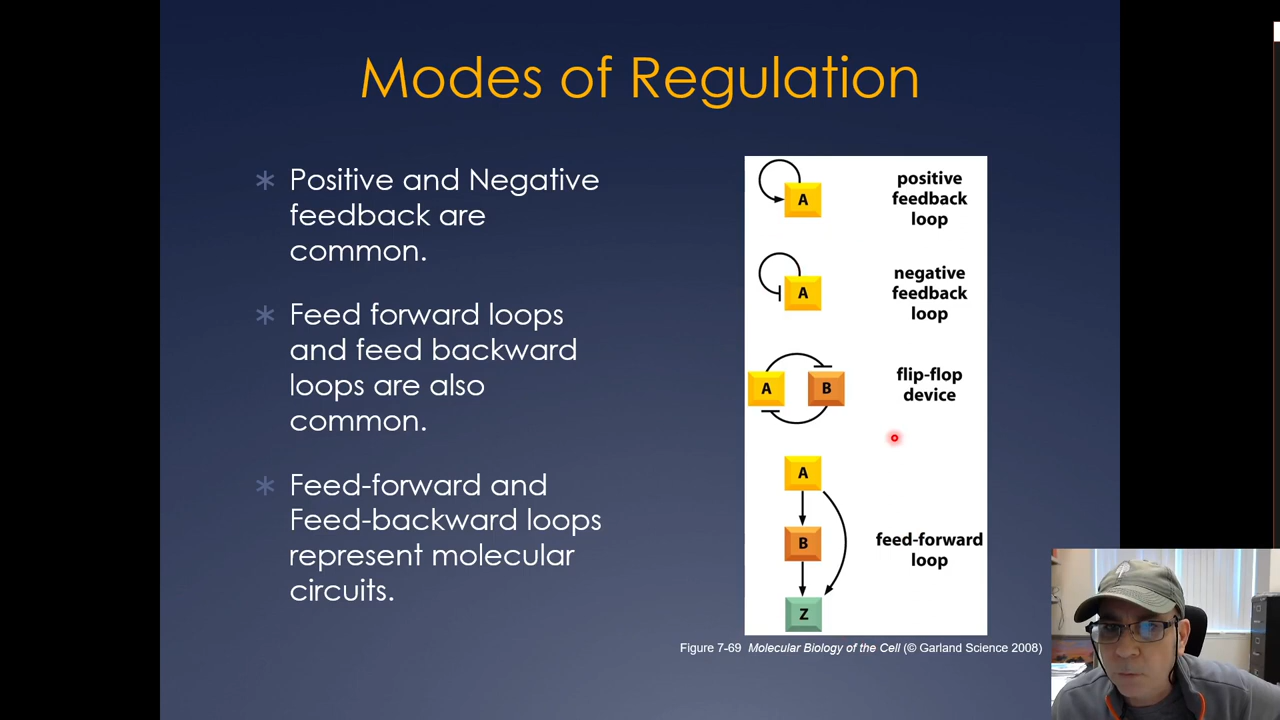 Modes of Regulation
Positive and Negative
feedback are
common.
Feed forward loops
and feed backward
loops are also
common.
Feed-forward and
Feed-backward loops
represent molecular
circuits.
A
positive
feedback
loop
A
negative
feedback
loop
A
B
flip-flop
device
A
B
Z
feed-forward
loop
Figure 7-69 Molecular Biology of the Cell (© Garland Science 2008)